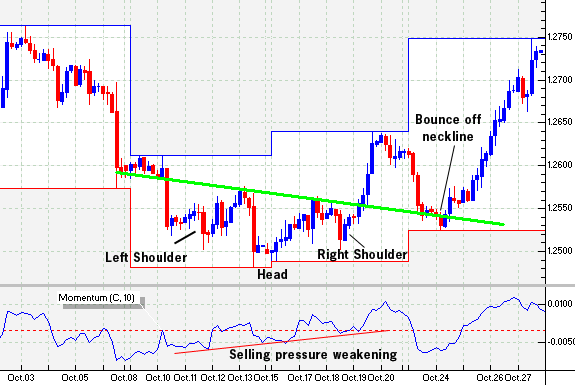 1.2750
1.2700
1.2650
Bounce off
neckline
1.2600
1.2550
Left Shoulder
Right Shoulder
1.2500
Head
Momentum (C, 10)
0.0100
-0.0050
Selling pressure weakening
Oct.03 Oct.05 Oct.08 Oct.10 Oct.11 Oct.12 Oct.13 Oct.15 Oct.17 Oct.18 Oct.19 Oct.20 Oct.24 Oct.26 Oct.27